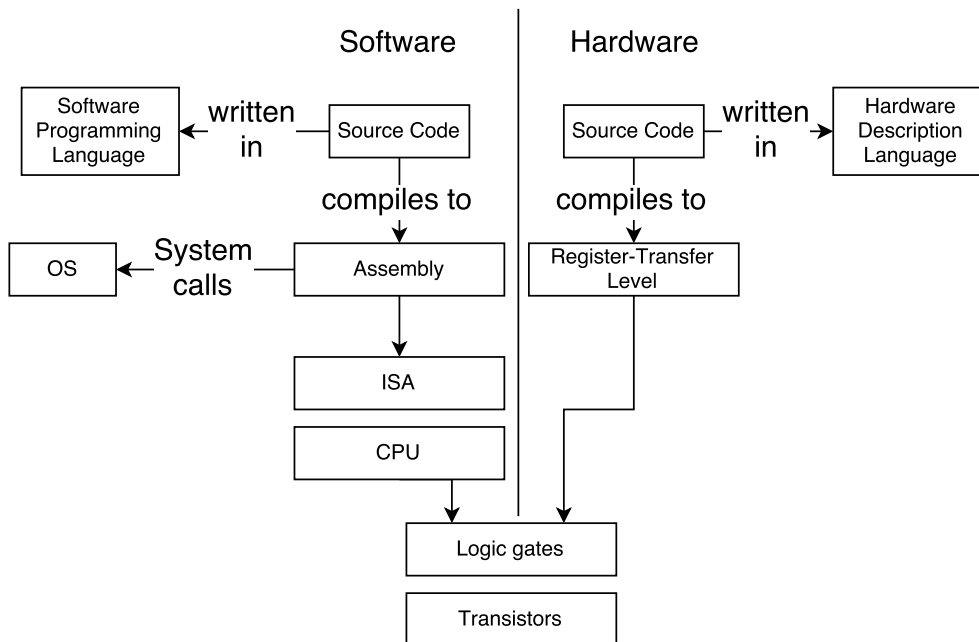 Software
Hardware
Software
Programming
Language
written
in
Source Code
Source Code
written
in
Hardware
Description
Language
compiles to
compiles to
OS
System
calls
Assembly
Register-Transfer
Level
ISA
CPU
Logic gates
Transistors